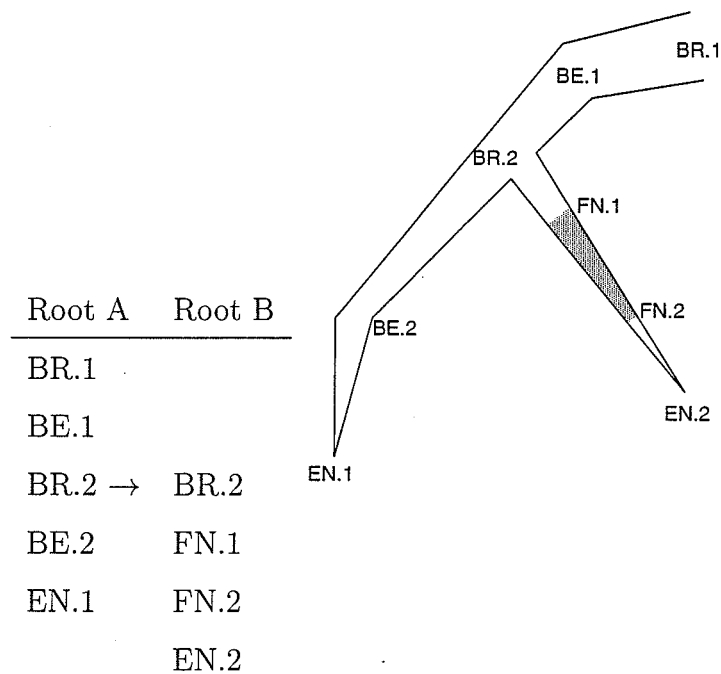 BR.1
BE.1
BR.2
FN.1
FN.2
BE.2
EN.2
EN.1
Root A Root B
BR.1
BE.1
BR.2 → BR.2
BE.2 FN.1
EN.1 FN.2
EN.2